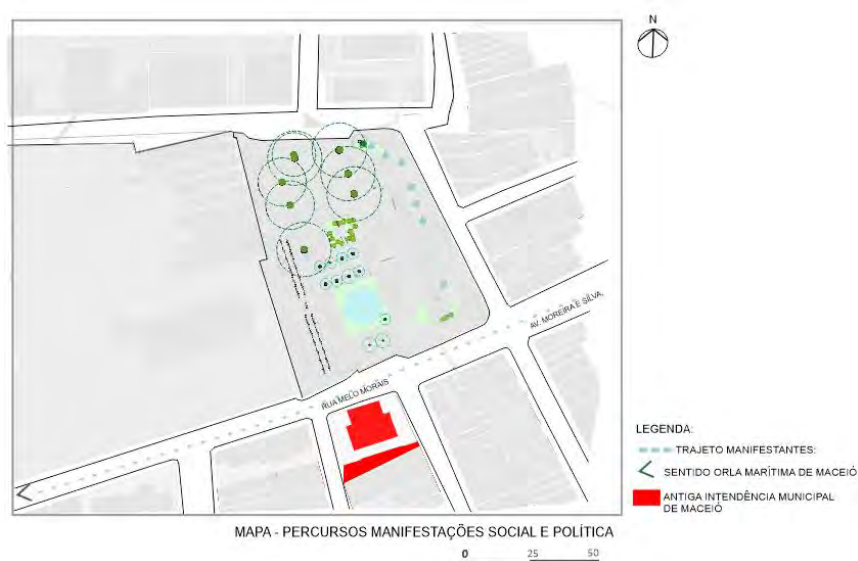 N
AV. MOREIRA E SILVA,
RUA MELO MORAIS
LEGENDA:
TRAJETO MANIFESTANTES:
SENTIDO ORLA MARÍTIMA DE MACEIÓ
ANTIGA INTENDÊNCIA MUNICIPAL
DE MACEIÓ
MAPA - PERCURSOS MANIFESTAÇÕES SOCIAL E POLÍTICA
0 25 50